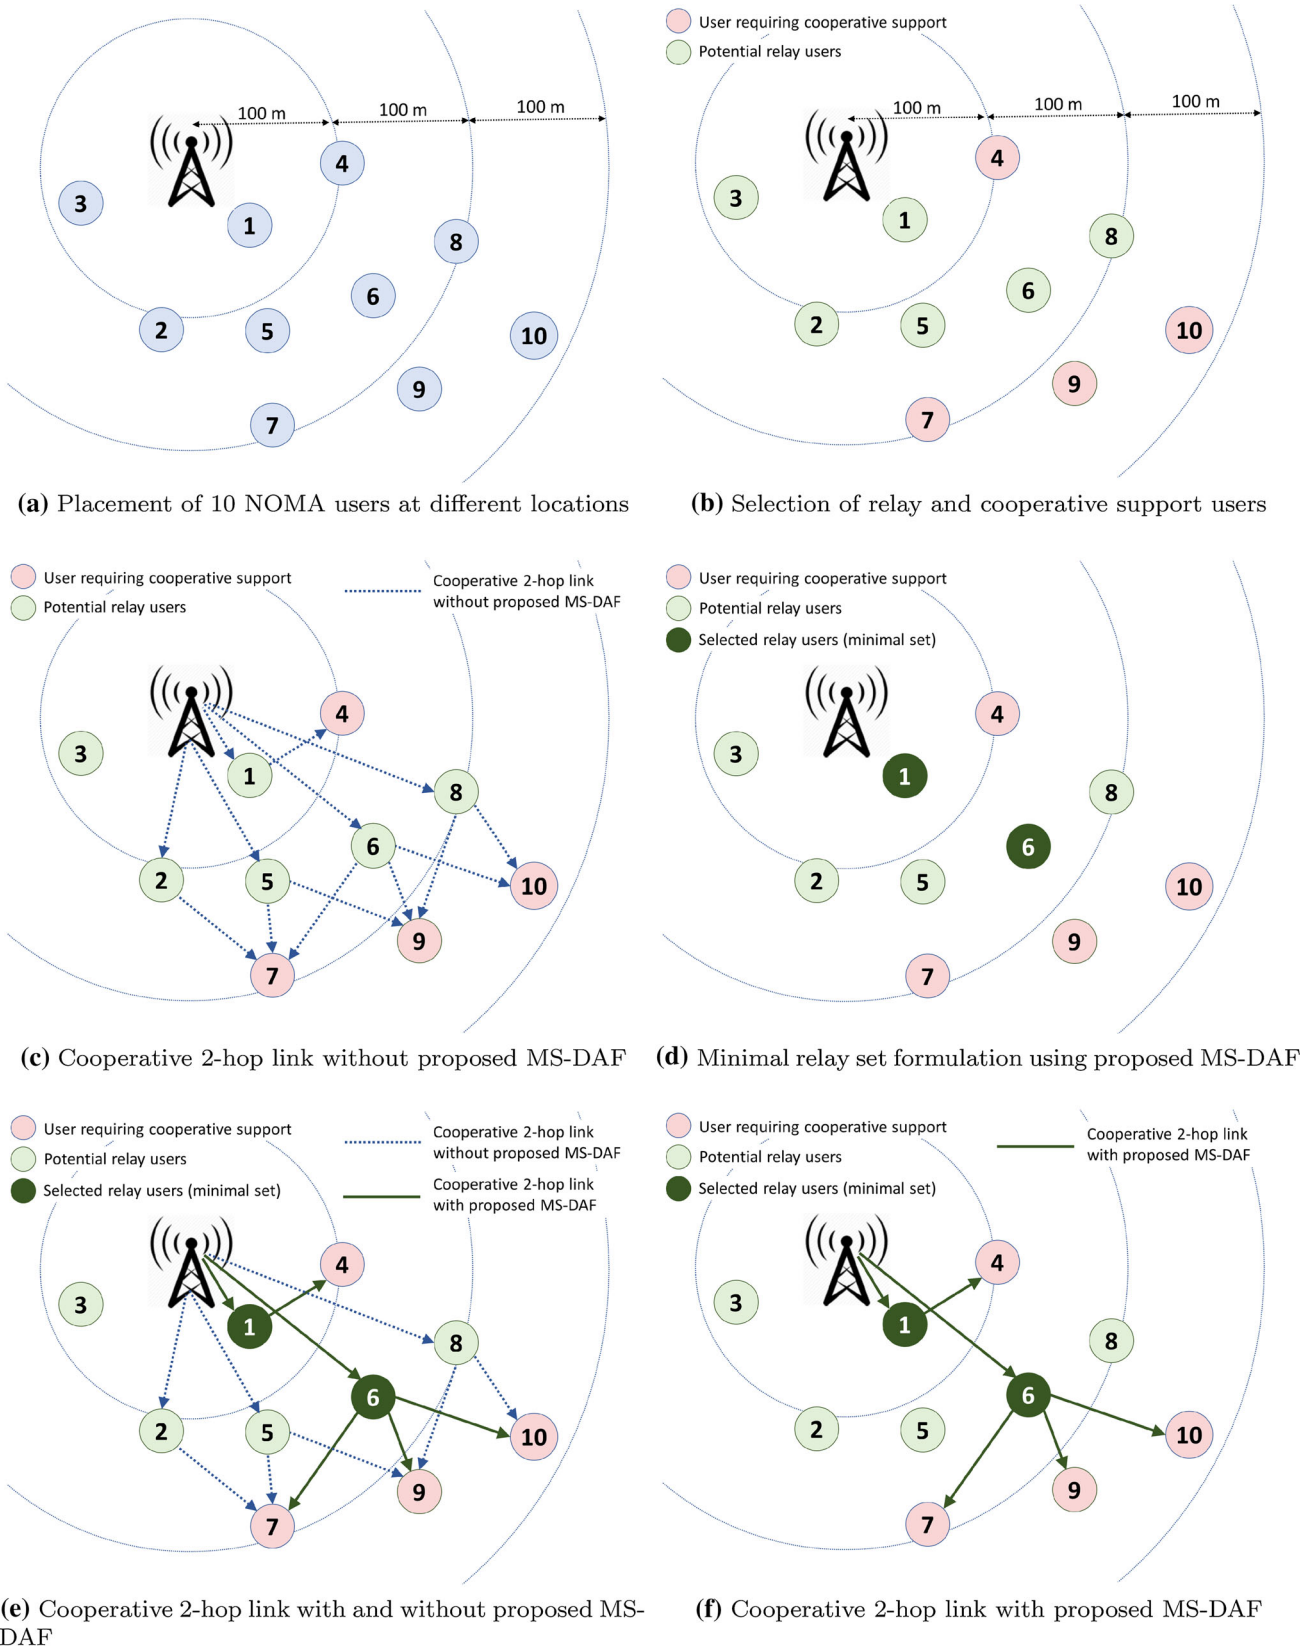 100 m 100 m 100 m
4
3
1
8
6
2 5
10
9
7
(a) Placement of 10 NOMA users at different locations
User requiring cooperative support
Potential relay users
100 m 100 m 100 m
4
3
1
8
6
2 5
10
9
7
(b) Selection of relay and cooperative support users
User requiring cooperative support
Potential relay users
Cooperative 2-hop link
without proposed MS-DAF
4
3
1
8
6
2 5
10
9
7
(c) Cooperative 2-hop link without proposed MS-DAF
User requiring cooperative support
Potential relay users
Selected relay users (minimal set)
4
3
1
8
6
2 5
10
9
7
(d) Minimal relay set formulation using proposed MS-DAF
User requiring cooperative support
Potential relay users
Selected relay users (minimal set)
Cooperative 2-hop link
without proposed MS-DAF
Cooperative 2-hop link
with proposed MS-DAF
4
3
1
8
6
2 5
10
9
7
(e) Cooperative 2-hop link with and without proposed MS-
DAF
User requiring cooperative support
Potential relay users
Selected relay users (minimal set)
Cooperative 2-hop link
with proposed MS-DAF
4
3
1
8
6
2 5
10
9
7
(f) Cooperative 2-hop link with proposed MS-DAF